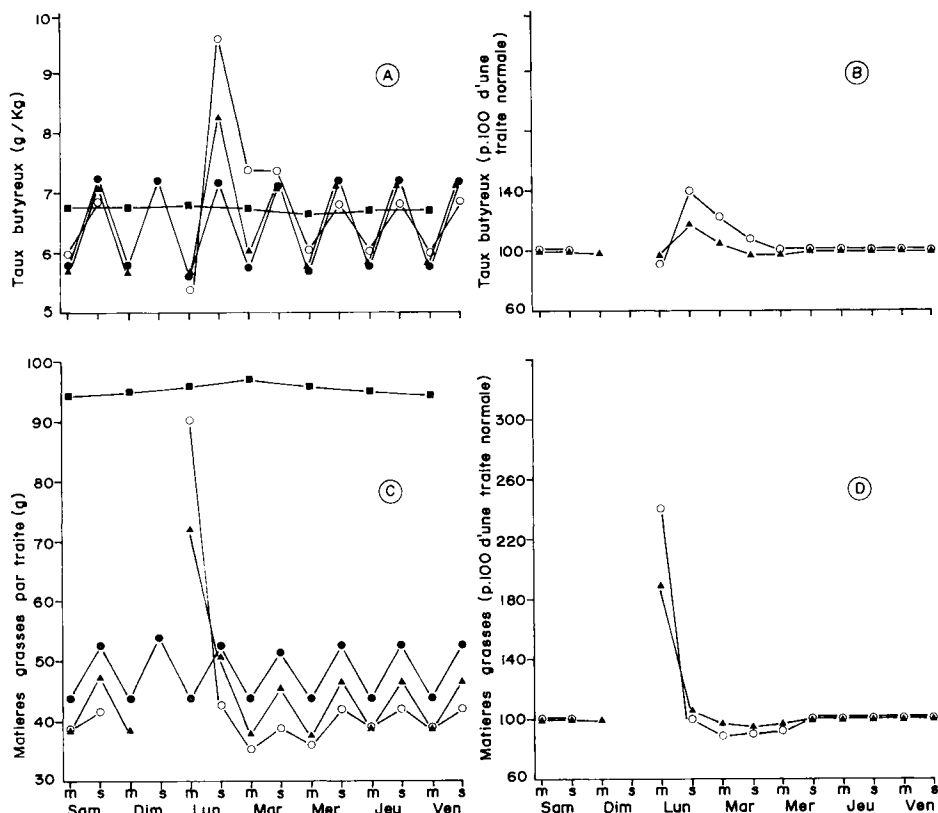 Taux butyreux (g/Kg)
10
9
8
7
6
5
A
Taux butyreux (p.100 d'une
traite normale)
140
100
60
B
Matières grasses par traite (g)
100
90
80
70
60
50
40
30
C
m s m s m s m s m s m s m s
Sam Dim Lun Mar Mer Jeu Ven
Matières grasses (p.100 d'une traite normale)
300
260
220
180
140
100
60
D
m s m s m s m s m s m s m s
Sam Dim Lun Mar Mer Jeu Ven